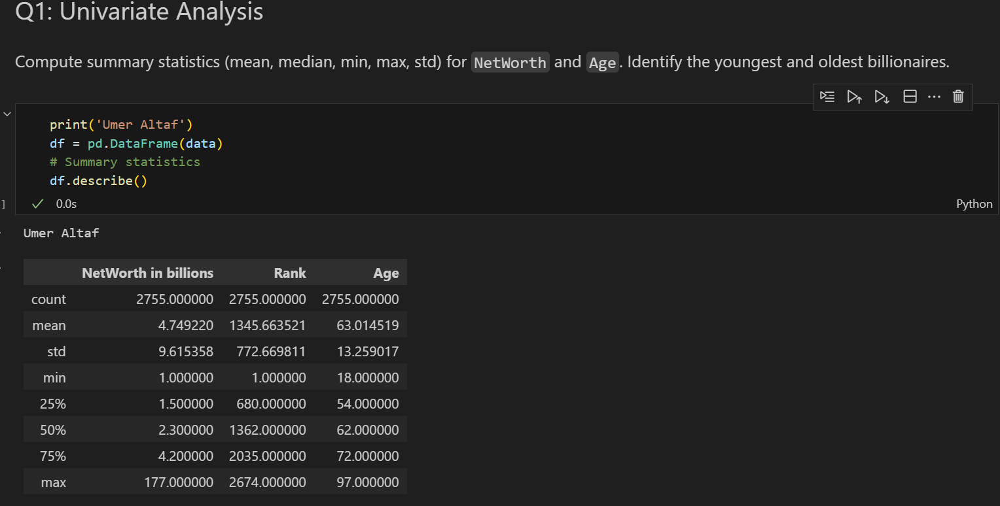 Q1: Univariate Analysis
Compute summary statistics (mean, median, min, max, std) for NetWorth and Age. Identify the youngest and oldest billionaires.
print('Umer Altaf')
df = pd.DataFrame(data)
# Summary statistics
df.describe()
] 0.0s Python
Umer Altaf
NetWorth in billions Rank Age
count 2755.000000 2755.000000 2755.000000
mean 4.749220 1345.663521 63.014519
std 9.615358 772.669811 13.259017
min 1.000000 1.000000 18.000000
25% 1.500000 680.000000 54.000000
50% 2.300000 1362.000000 62.000000
75% 4.200000 2035.000000 72.000000
max 177.000000 2674.000000 97.000000